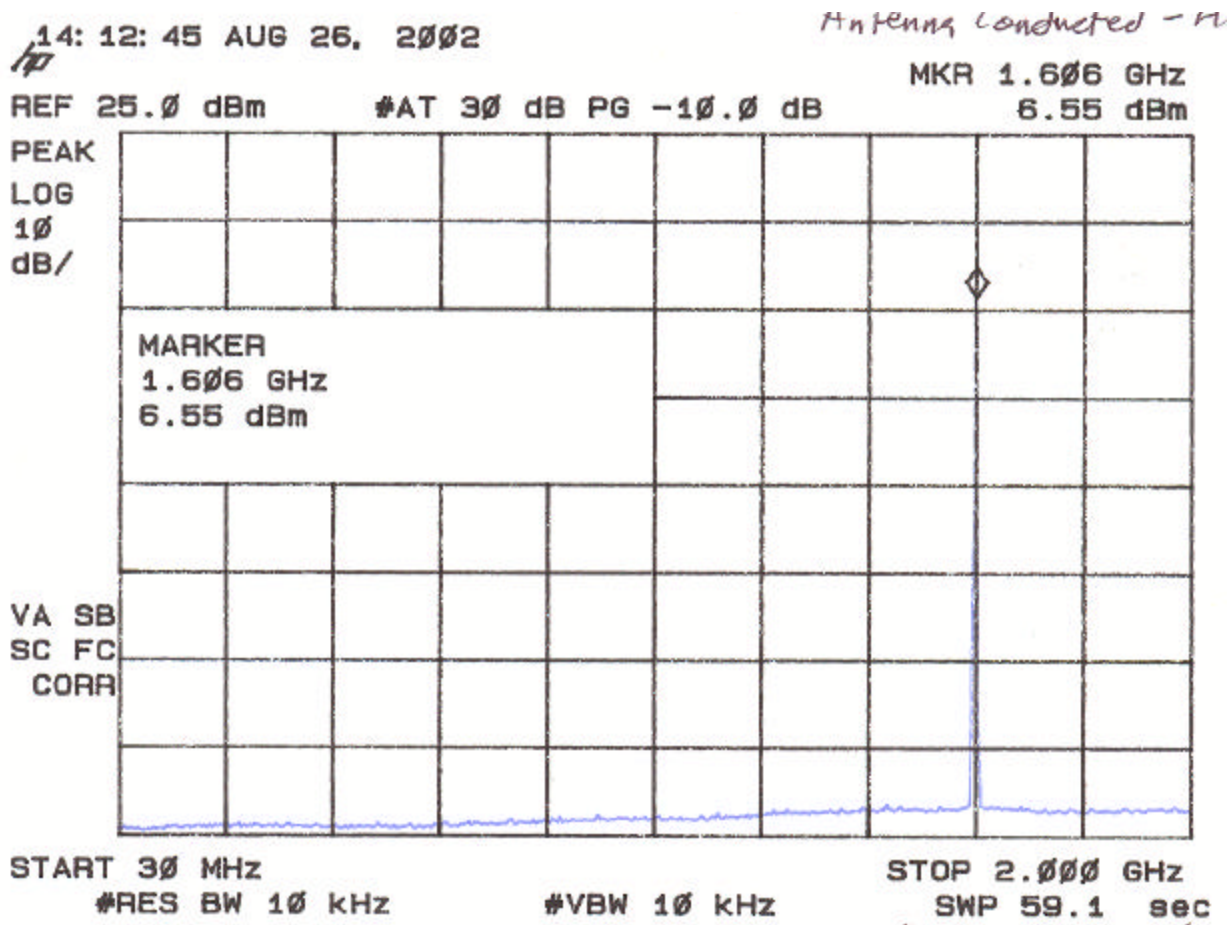 Antenna Conducted -
14:12:45 AUG 26, 2002
hp
MKR 1.606 GHz
REF 25.0 dBm #AT 30 dB PG -10.0 dB 6.55 dBm
PEAK
LOG
10
dB/
MARKER
1.606 GHz
6.55 dBm
VA SB
SC FC
CORR
START 30 MHz STOP 2.000 GHz
#RES BW 10 kHz #VBW 10 kHz SWP 59.1 sec